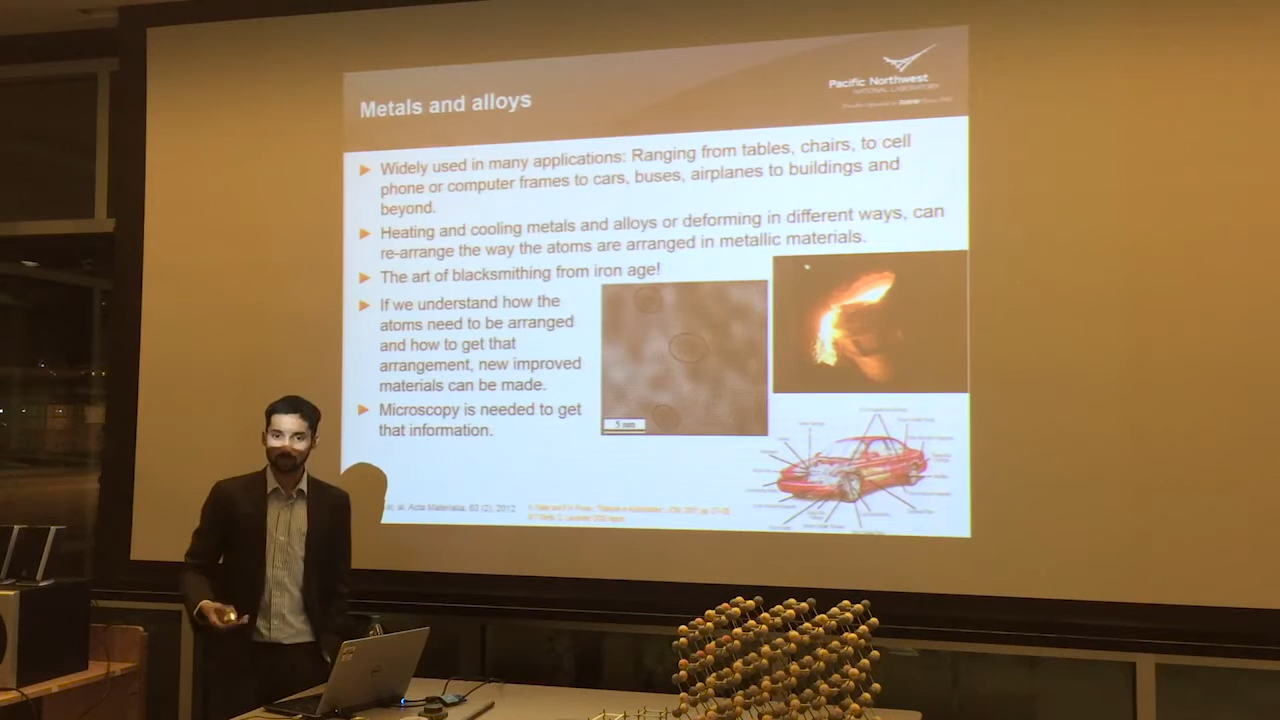 Pacific Northwest
NATIONAL LABORATORY
Metals and alloys
Widely used in many applications: Ranging from tables, chairs, to cell
phone or computer frames to cars, buses, airplanes to buildings and
beyond.
Heating and cooling metals and alloys or deforming in different ways, can
re-arrange the way the atoms are arranged in metallic materials.
The art of blacksmithing from iron age!
If we understand how the
atoms need to be arranged
and how to get that
arrangement, new improved
materials can be made.
Microscopy is needed to get
that information.
5 nm
al. Acta Materialia, 60 (2), 2012